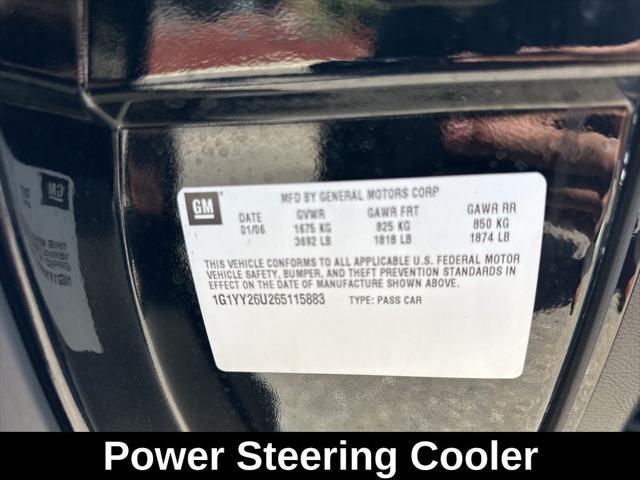 GM
MFD BY GENERAL MOTORS CORP
DATE GVWR GAWR FRT GAWR RR
01/06 1675 KG 825 KG 850 KG
3692 LB 1818 LB 1874 LB
THIS VEHICLE CONFORMS TO ALL APPLICABLE U.S. FEDERAL MOTOR
VEHICLE SAFETY, BUMPER, AND THEFT PREVENTION STANDARDS IN
EFFECT ON THE DATE OF MANUFACTURE SHOWN ABOVE.
1G1YY26U265115883 TYPE: PASS CAR
Power Steering Cooler